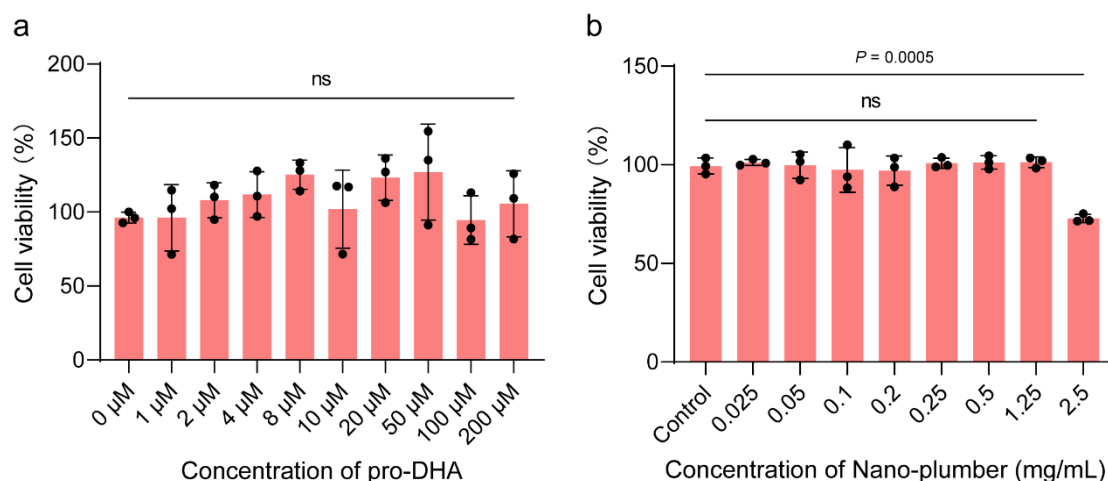 a
ns
Cell viability (%)
200
150
100
50
0
0 μM
1 μM
2 μM
4 μM
8 μM
10 μM
20 μM
50 μM
100 μM
200 μM
Concentration of pro-DHA
b
P = 0.0005
ns
Cell viability (%)
150
100
50
0
Control
0.025
0.05
0.1
0.2
0.25
0.5
1.25
2.5
Concentration of Nano-plumber (mg/mL)